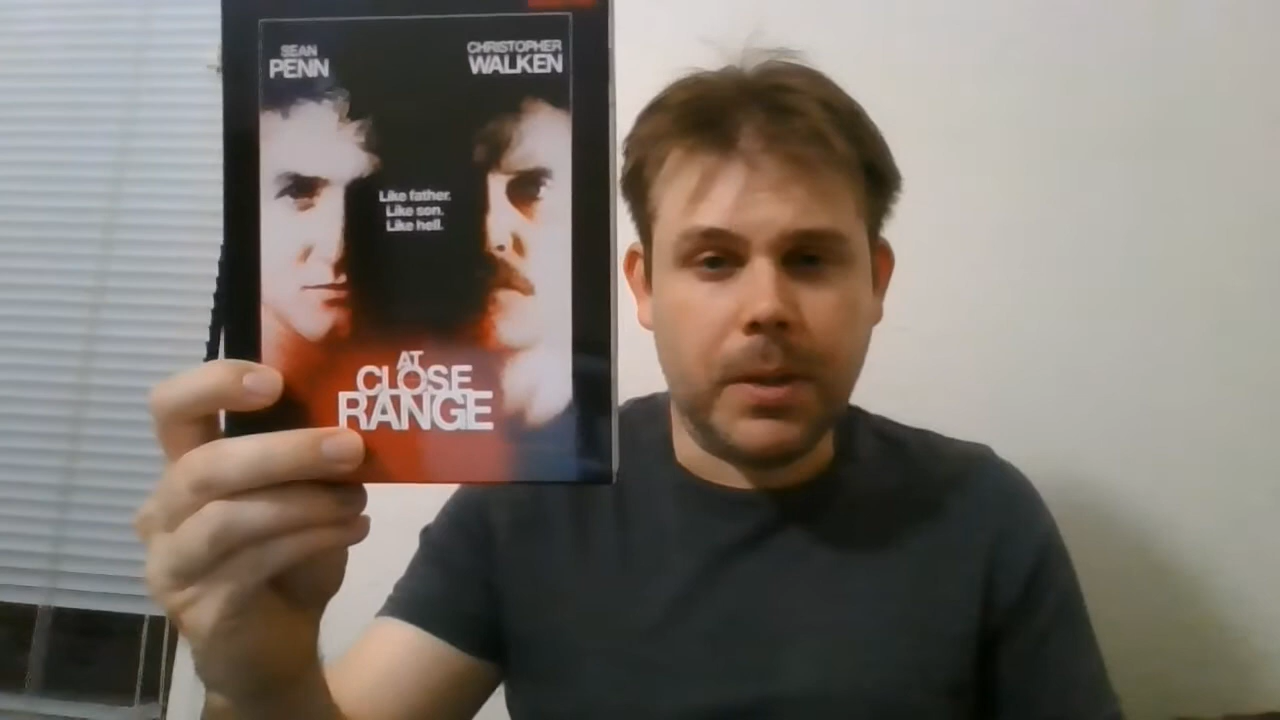 SEAN
PENN
CHRISTOPHER
WALKEN
Like father.
Like son.
Like hell.
AT
CLOSE
RANGE